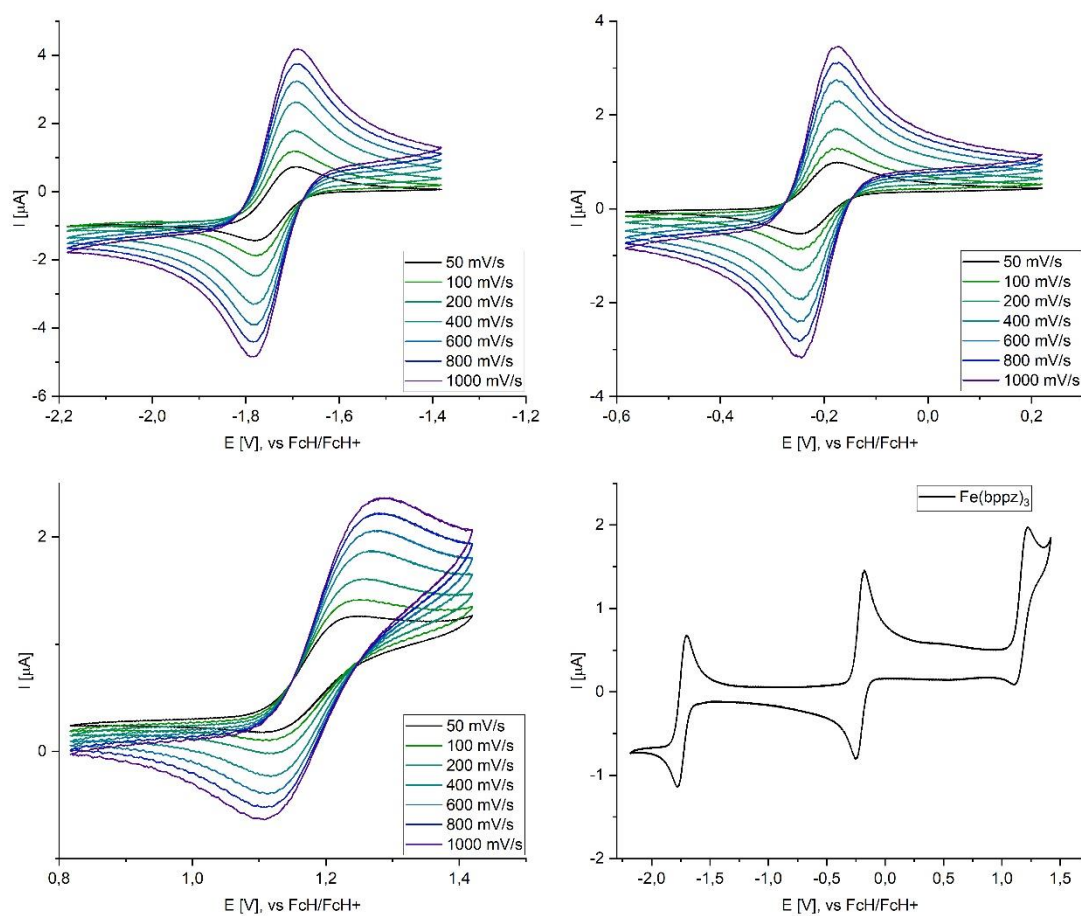 I [µA]
4
2
0
-2
-4
-6
-2,2
-2,0
-1,8
-1,6
-1,4
-1,2
E [V], vs FcH/FcH+
50 mV/s
100 mV/s
200 mV/s
400 mV/s
600 mV/s
800 mV/s
1000 mV/s
I [µA]
4
2
0
-2
-4
-0,6
-0,4
-0,2
0,0
0,2
E [V], vs FcH/FcH+
50 mV/s
100 mV/s
200 mV/s
400 mV/s
600 mV/s
800 mV/s
1000 mV/s
I [µA]
2
0
0,8
1,0
1,2
1,4
E [V], vs FcH/FcH+
50 mV/s
100 mV/s
200 mV/s
400 mV/s
600 mV/s
800 mV/s
1000 mV/s
I [µA]
2
1
0
-1
-2
-2,0
-1,5
-1,0
-0,5
0,0
0,5
1,0
1,5
E [V], vs FcH/FcH+
Fe(bppz)₃